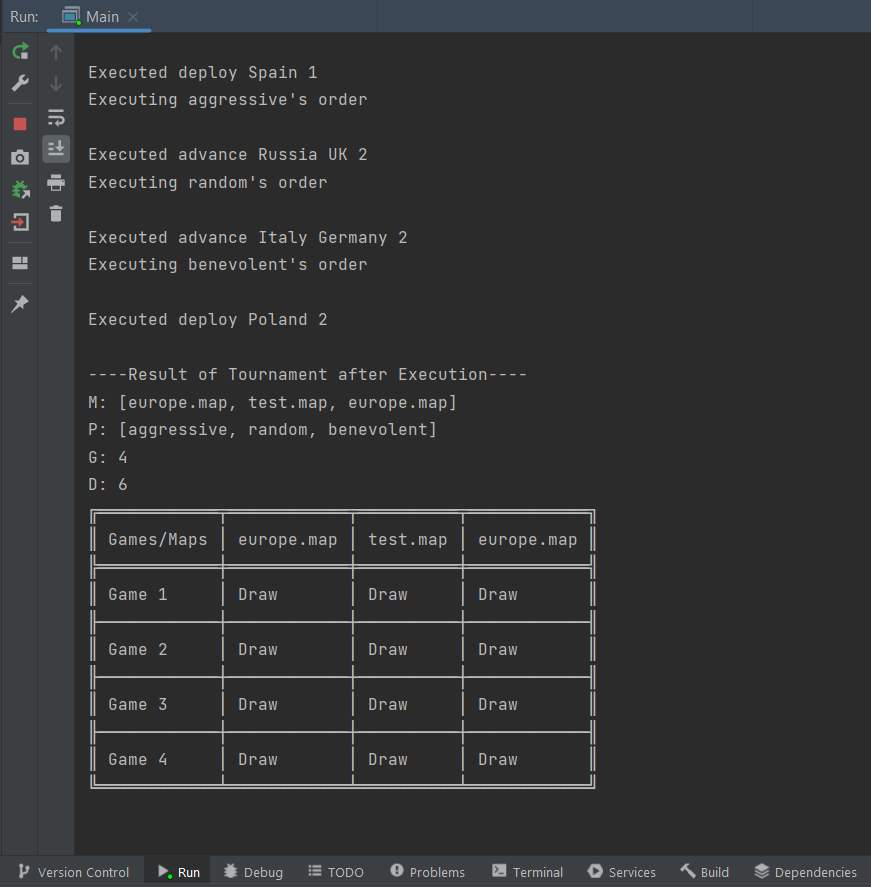 Run: Main
Executed deploy Spain 1
Executing aggressive's order
Executed advance Russia UK 2
Executing random's order
Executed advance Italy Germany 2
Executing benevolent's order
Executed deploy Poland 2
----Result of Tournament after Execution----
M: [europe.map, test.map, europe.map]
P: [aggressive, random, benevolent]
G: 4
D: 6
Games/Maps europe.map test.map europe.map
Game 1 Draw Draw Draw
Game 2 Draw Draw Draw
Game 3 Draw Draw Draw
Game 4 Draw Draw Draw
Version Control Run Debug TODO Problems Terminal Services Build Dependencies